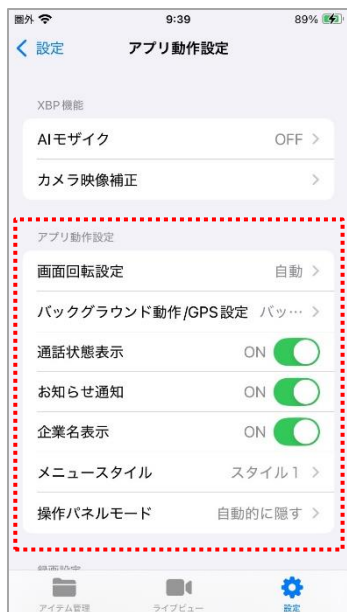 圏外 9:39 89%
設定 アプリ動作設定
XBP機能
AIモザイク OFF
カメラ映像補正
アプリ動作設定
画面回転設定 自動
バックグラウンド動作/GPS設定 バッ…
通話状態表示 ON
お知らせ通知 ON
企業名表示 ON
メニュースタイル スタイル1
操作パネルモード 自動的に隠す
録画設定
アイテム管理 ライブビュー 設定